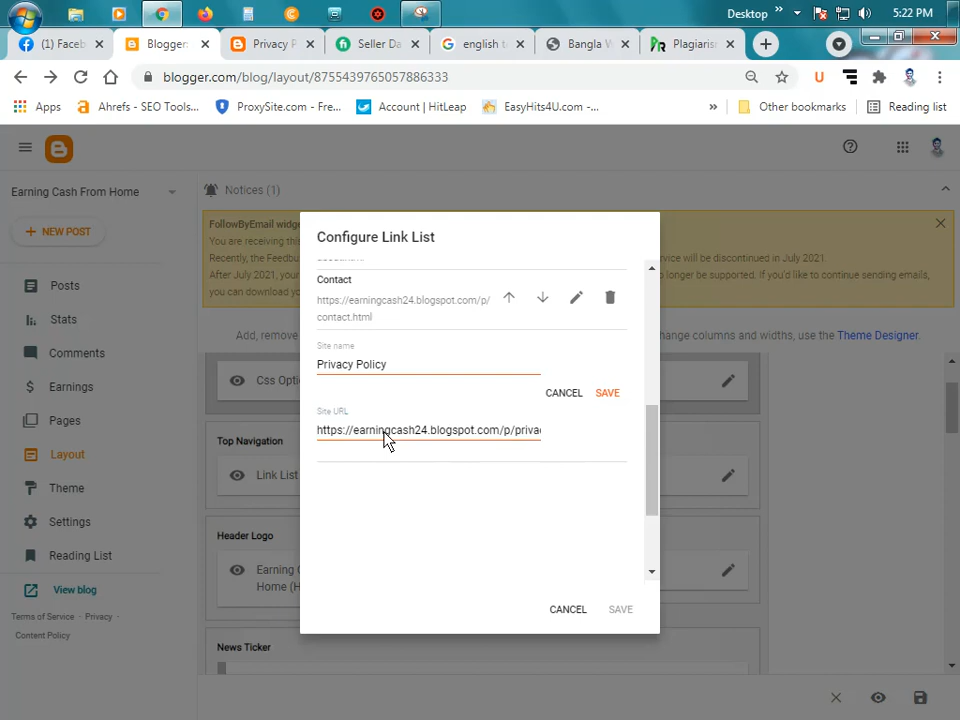 Desktop
5:22 PM
(1) Faceb
Blogger:
Privacy P
Seller Da
english t
Bangla W
Plagiaris
blogger.com/blog/layout/8755439765057886333
Apps
Ahrefs - SEO Tools...
ProxySite.com - Fre...
Account | HitLeap
EasyHits4U.com -...
Other bookmarks
Reading list
Earning Cash From Home
Notices (1)
NEW POST
FollowByEmail widg
You are receiving this
Recently, the Feedbu
vice will be discontinued in July 2021
After July 2021, your
o longer be supported. If you'd like to continue sending emails,
you can download y
Configure Link List
Posts
Stats
Comments
Earnings
Pages
Layout
Theme
Settings
Reading List
View blog
Terms of Service · Privacy ·
Content Policy
Add, remove
hange columns and widths, use the Theme Designer.
Css Optio
Top Navigation
Link List
Header Logo
Earning C
Home (H
News Ticker
Contact
https://earningcash24.blogspot.com/p/
contact.html
Site name
Privacy Policy
CANCEL
SAVE
Site URL
https://earningcash24.blogspot.com/p/privac
CANCEL
SAVE